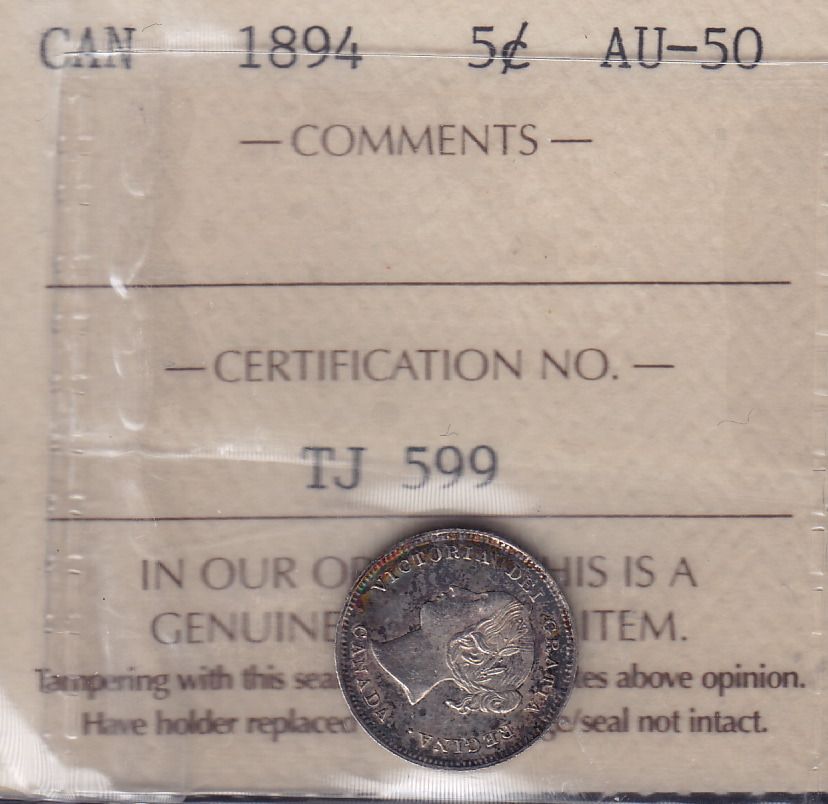 CAN 1894 5¢ AU-50
— COMMENTS —
— CERTIFICATION NO. —
TJ 599
IN OUR OP HIS IS A
GENUINE ITEM.
Tampering with this sea tes above opinion.
Have holder replaced ge/seal not intact.
VICTORIA DEI GRATIA REGINA. CANADA